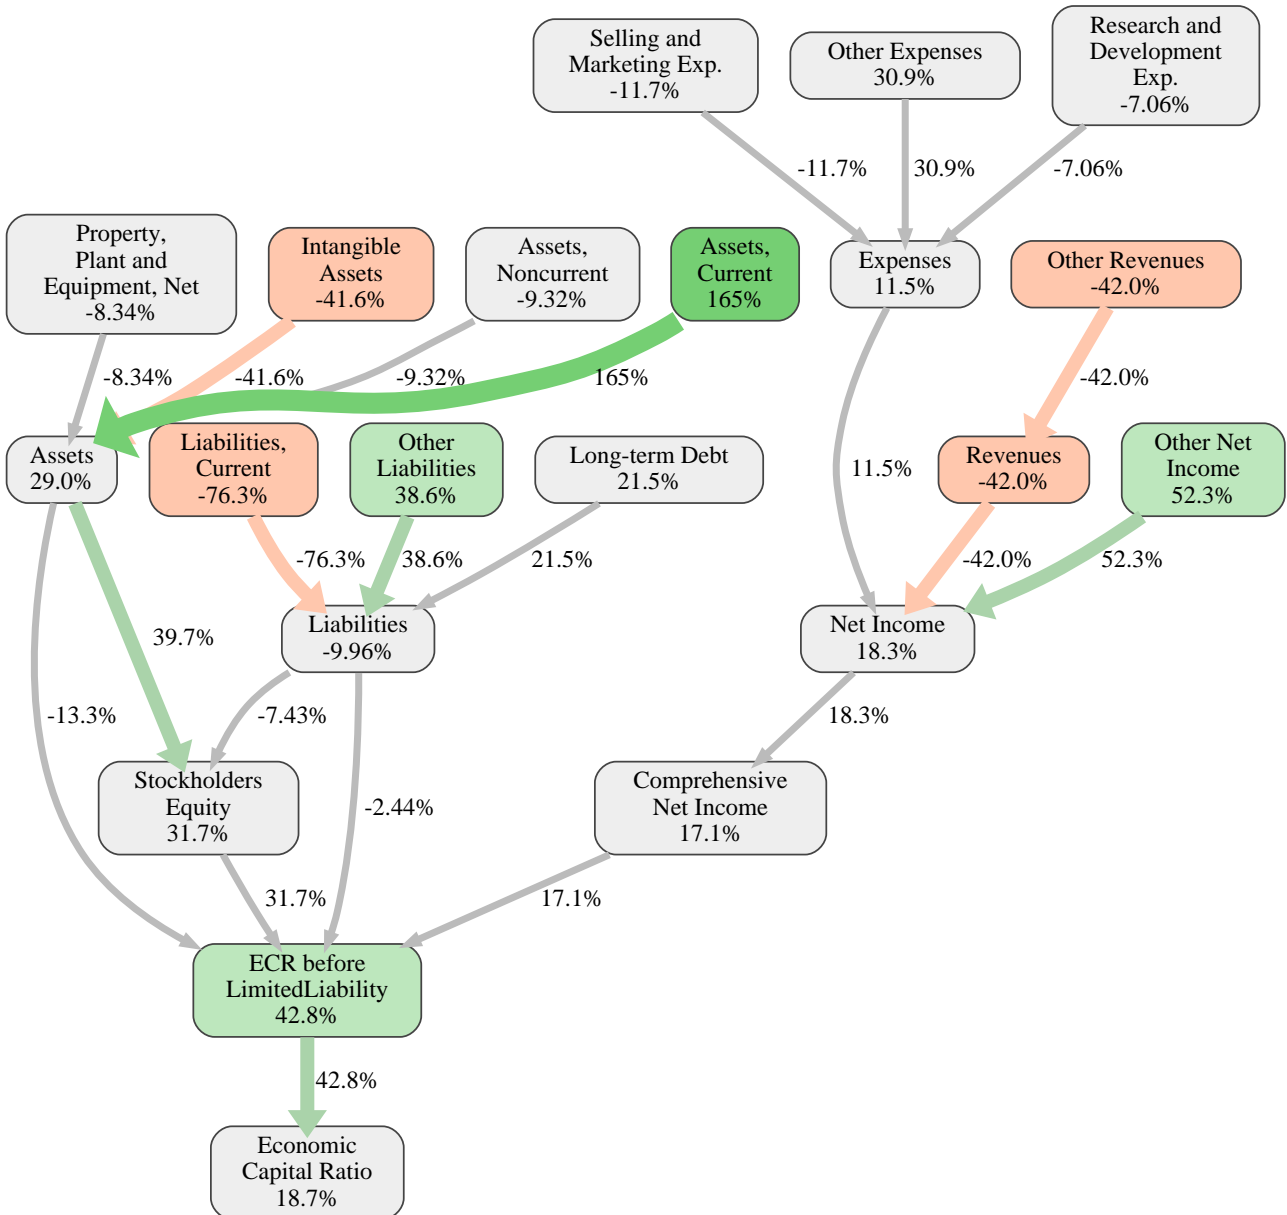 Selling and
Marketing Exp.
-11.7%
Other Expenses
30.9%
Research and
Development
Exp.
-7.06%
-11.7%
30.9%
-7.06%
Property,
Plant and
Equipment, Net
-8.34%
Intangible
Assets
-41.6%
Assets,
Noncurrent
-9.32%
Assets,
Current
165%
Expenses
11.5%
Other Revenues
-42.0%
-8.34%
-41.6%
-9.32%
165%
-42.0%
Assets
29.0%
Liabilities,
Current
-76.3%
Other
Liabilities
38.6%
Long-term Debt
21.5%
11.5%
Revenues
-42.0%
Other Net
Income
52.3%
-76.3%
38.6%
21.5%
-42.0%
52.3%
39.7%
Liabilities
-9.96%
Net Income
18.3%
-13.3%
-7.43%
18.3%
Stockholders
Equity
31.7%
-2.44%
Comprehensive
Net Income
17.1%
31.7%
17.1%
ECR before
LimitedLiability
42.8%
42.8%
Economic
Capital Ratio
18.7%